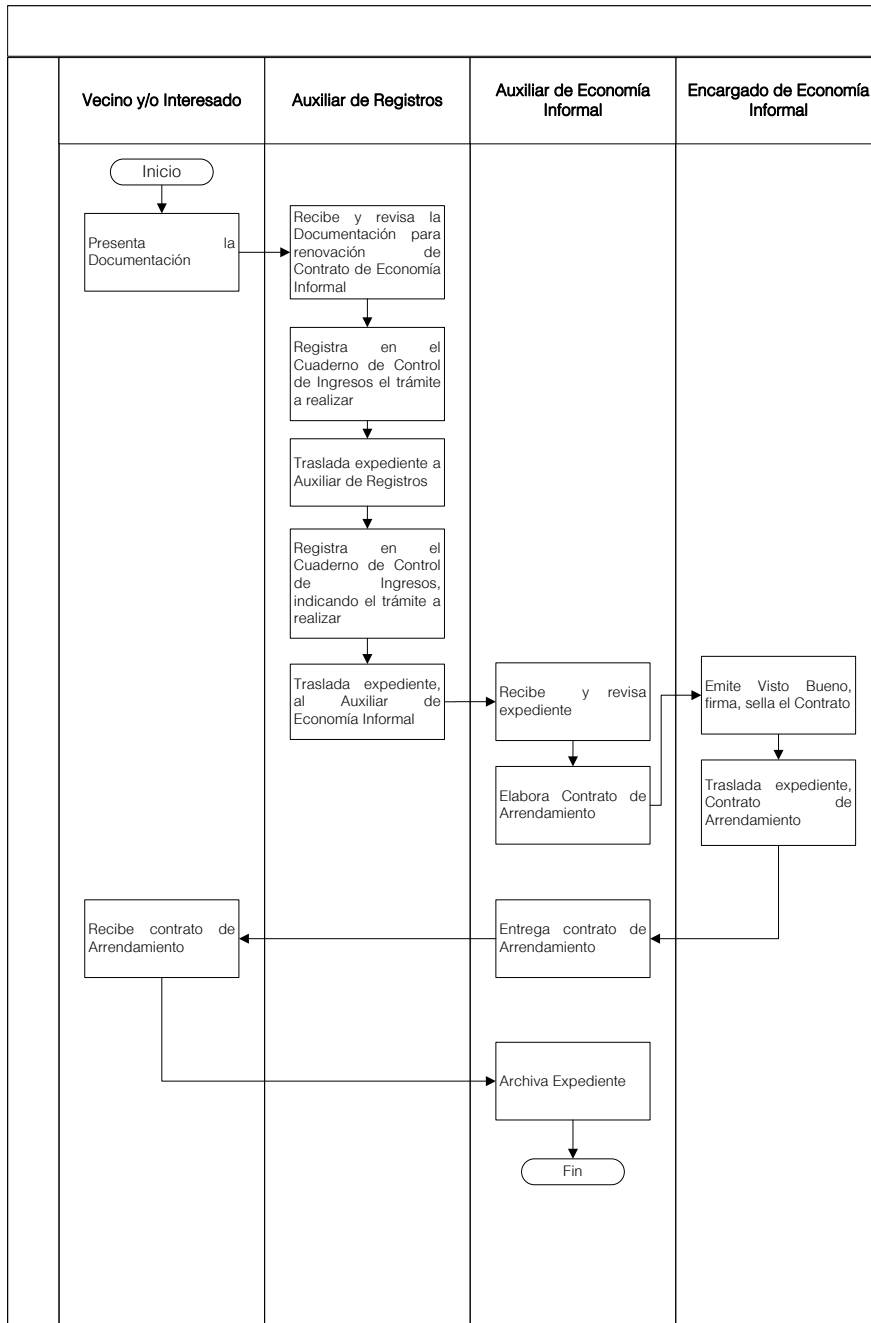 Vecino y/o Interesado
Auxiliar de Registros
Auxiliar de Economía
Informal
Encargado de Economía
Informal
Inicio
Presenta la
Documentación
Recibe y revisa la
Documentación para
renovación de
Contrato de Economía
Informal
Registra en el
Cuaderno de Control
de Ingresos el trámite
a realizar
Traslada expediente a
Auxiliar de Registros
Registra en el
Cuaderno de Control
de Ingresos,
indicando el trámite a
realizar
Traslada expediente,
al Auxiliar de
Economía Informal
Recibe y revisa
expediente
Elabora Contrato de
Arrendamiento
Emite Visto Bueno,
firma, sella el Contrato
Traslada expediente,
Contrato de
Arrendamiento
Entrega contrato de
Arrendamiento
Recibe contrato de
Arrendamiento
Archiva Expediente
Fin